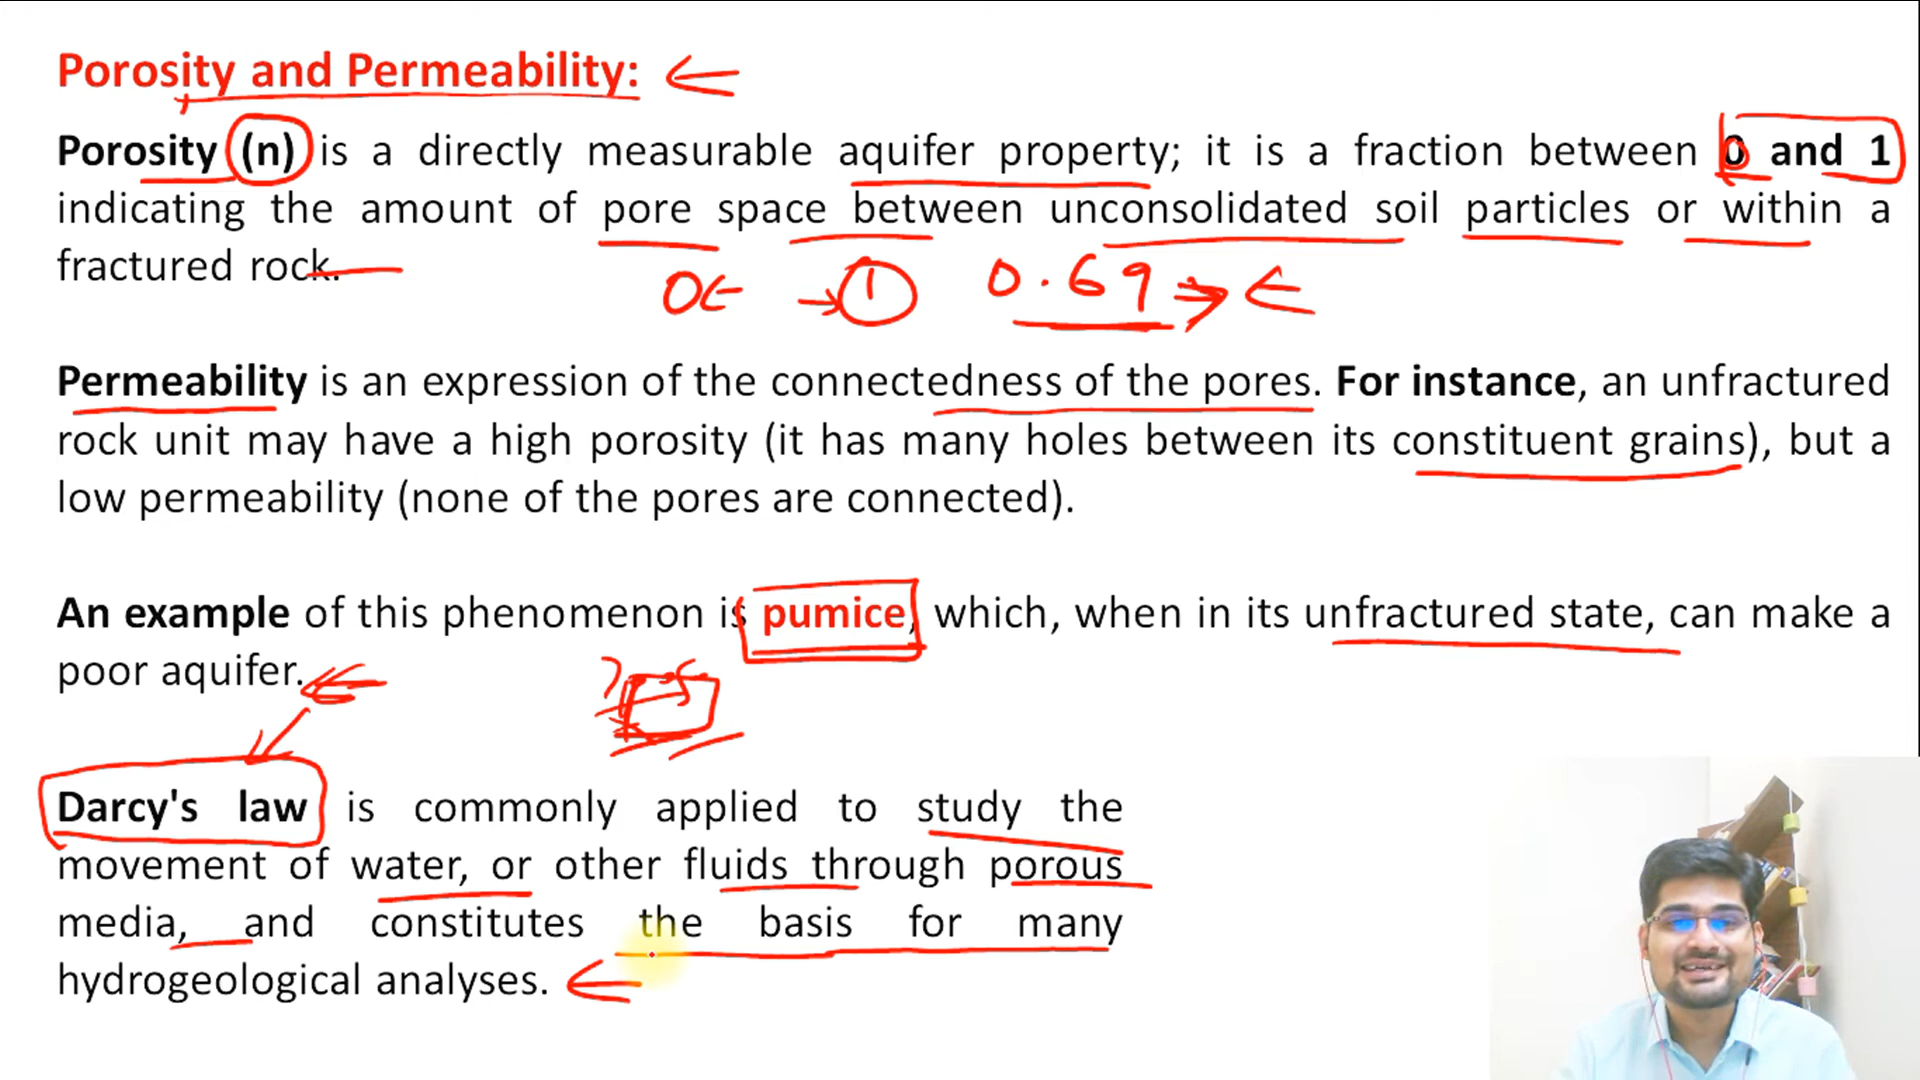 Porosity and Permeability:
Porosity (n) is a directly measurable aquifer property; it is a fraction between 0 and 1
indicating the amount of pore space between unconsolidated soil particles or within a
fractured rock.
0 1 0.69
Permeability is an expression of the connectedness of the pores. For instance, an unfractured
rock unit may have a high porosity (it has many holes between its constituent grains), but a
low permeability (none of the pores are connected).
An example of this phenomenon is pumice, which, when in its unfractured state, can make a
poor aquifer.
Darcy's law is commonly applied to study the
movement of water, or other fluids through porous
media, and constitutes the basis for many
hydrogeological analyses.